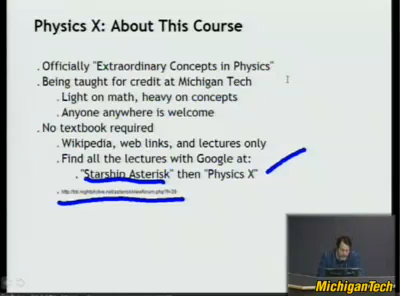 Physics X: About This Course
. Officially "Extraordinary Concepts in Physics"
. Being taught for credit at Michigan Tech
. Light on math, heavy on concepts
. Anyone anywhere is welcome
. No textbook required
. Wikipedia, web links, and lectures only
. Find all the lectures with Google at:
. "Starship Asterisk" then "Physics X"
MichiganTech